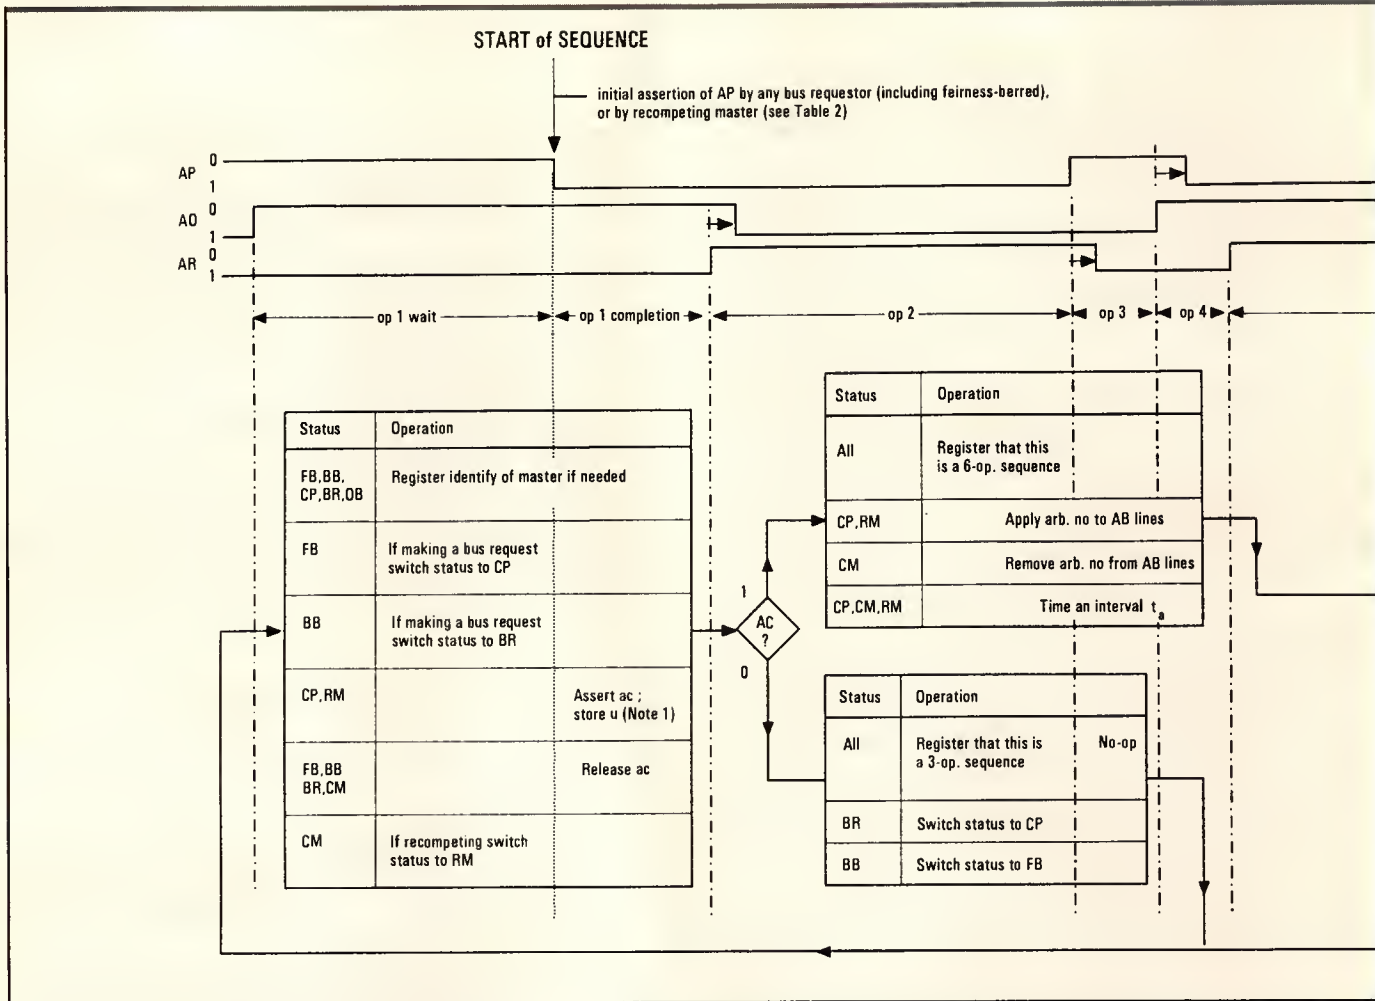 START of SEQUENCE
initial assertion of AP by any bus requestor (including feirness-berred),
or by recompeting master (see Table 2)
AP 0
1
AO 0
1
AR 0
1
op 1 wait
op 1 completion
op 2
op 3
op 4
Status Operation
FB,BB,
CP,BR,OB
Register identify of master if needed
FB
If making a bus request
switch status to CP
BB
If making a bus request
switch status to BR
CP,RM
Assert ac ;
store u (Note 1)
FB,BB
BR,CM
Release ac
CM
If recompeting switch
status to RM
1
AC
?
0
Status Operation
All
Register that this
is a 6-op. sequence
CP,RM Apply arb. no to AB lines
CM Remove arb. no from AB lines
CP,CM,RM Time an interval ta
Status Operation
All
Register that this is
a 3-op. sequence
No-op
BR Switch status to CP
BB Switch status to FB